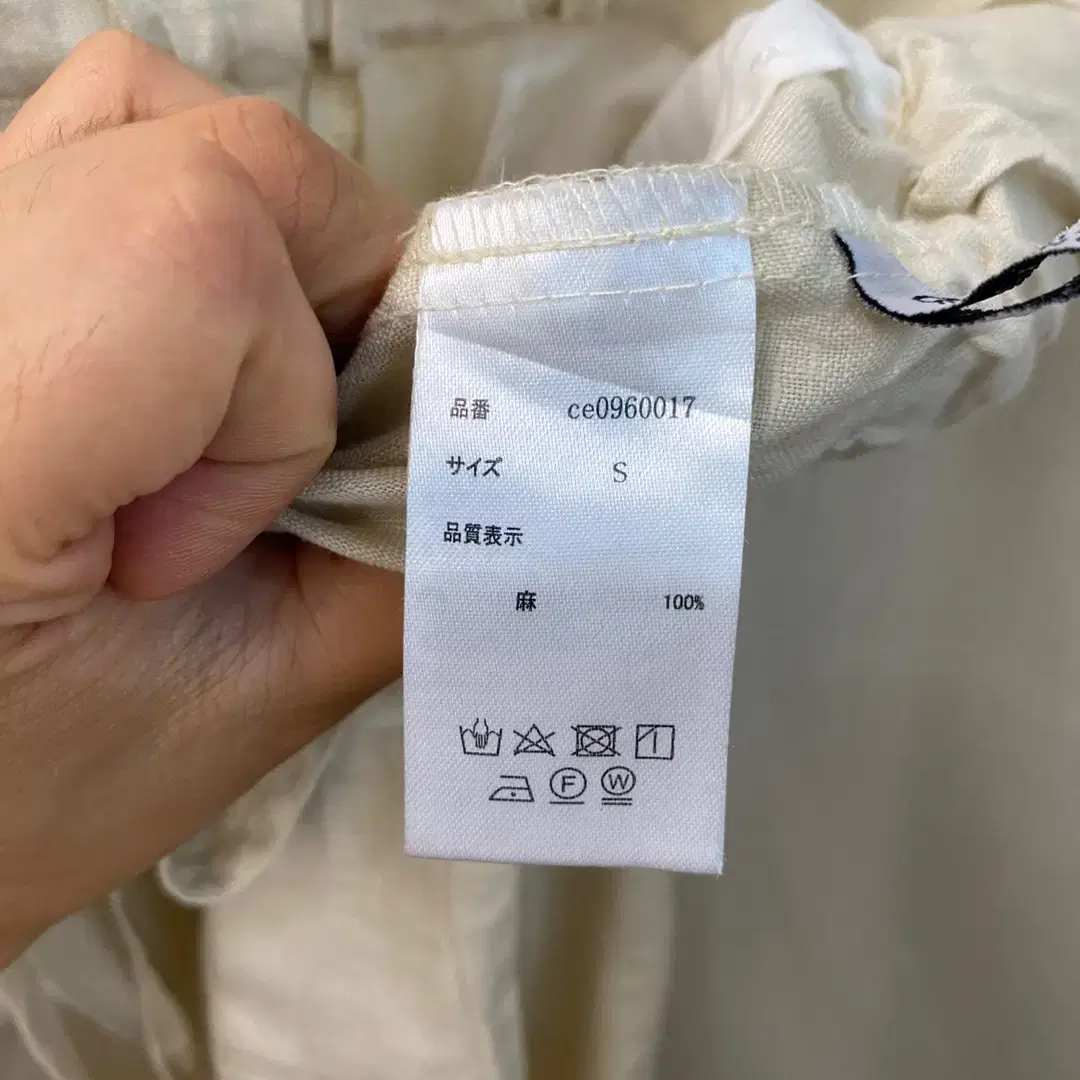 品番 ce0960017
サイズ S
品質表示
麻 100%
F W